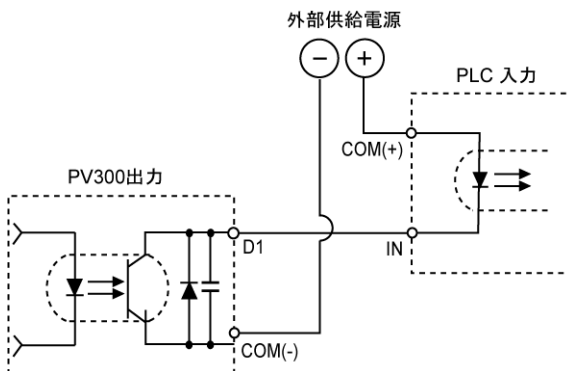 外部供給電源
− +
PLC 入力
COM(+)
PV300出力
D1
IN
COM(-)